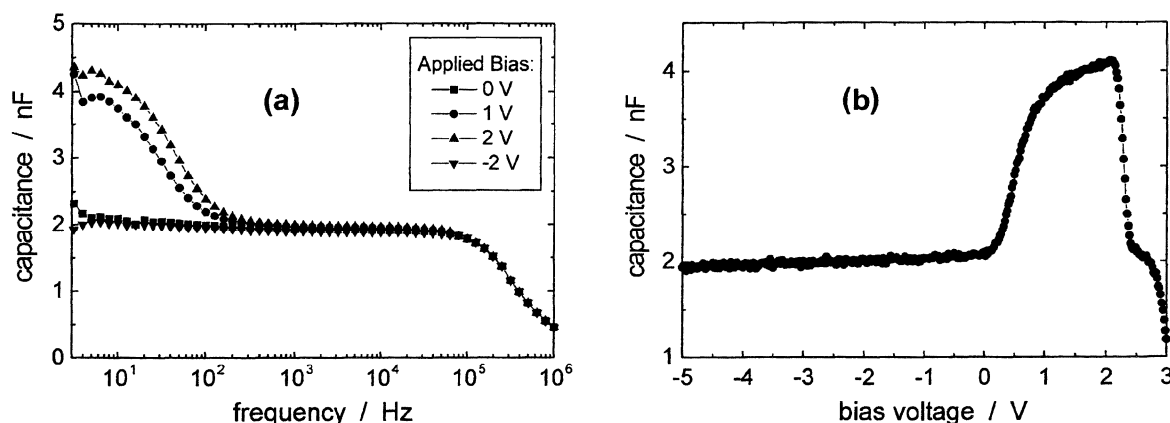 5
4
3
2
1
0
capacitance / nF
(a)
Applied Bias:
0 V
1 V
2 V
-2 V
10¹ 10² 10³ 10⁴ 10⁵ 10⁶
frequency / Hz
4
3
2
1
capacitance / nF
(b)
-5 -4 -3 -2 -1 0 1 2 3
bias voltage / V